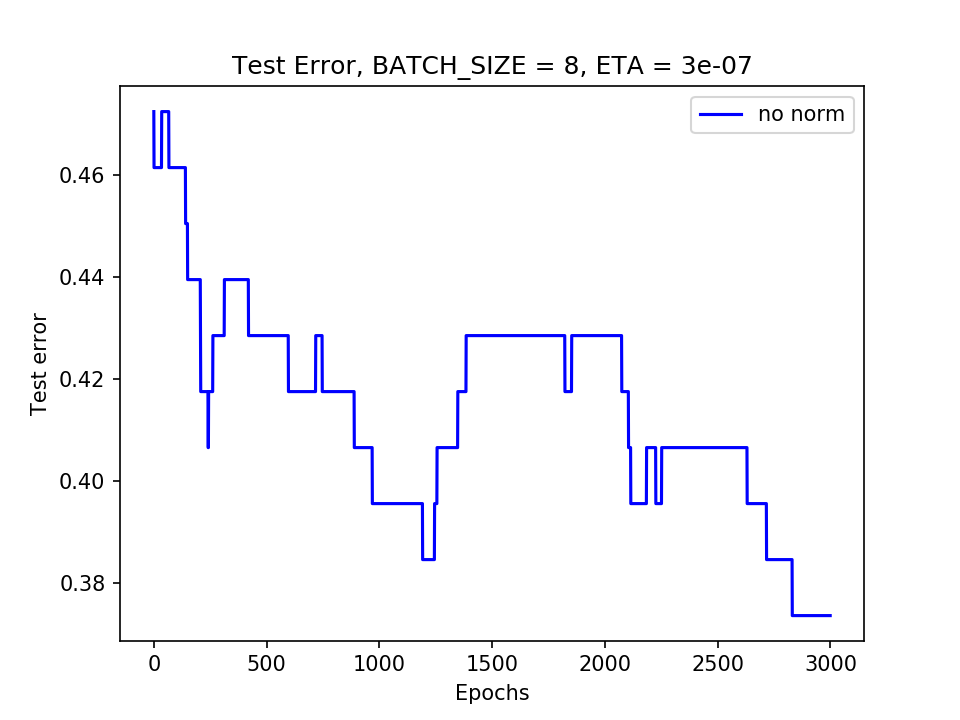 Test Error, BATCH_SIZE = 8, ETA = 3e-07
no norm
Test error
0.46
0.44
0.42
0.40
0.38
0 500 1000 1500 2000 2500 3000
Epochs